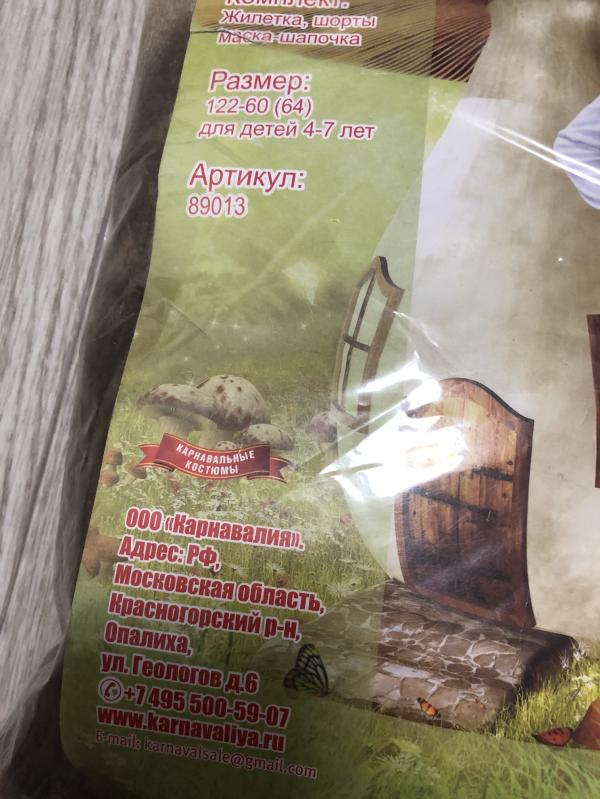 Комплект:
Жилетка, шорты
маска-шапочка
Размер:
122-60 (64)
для детей 4-7 лет
Артикул:
89013
КАРНАВАЛЬНЫЕ
КОСТЮМЫ
ООО «Карнавалия».
Адрес: РФ,
Московская область,
Красногорский р-н,
Опалиха,
ул. Геологов д.6
+7 495 500-59-07
www.karnavaliya.ru
E-mail: karnavalsale@gmail.com